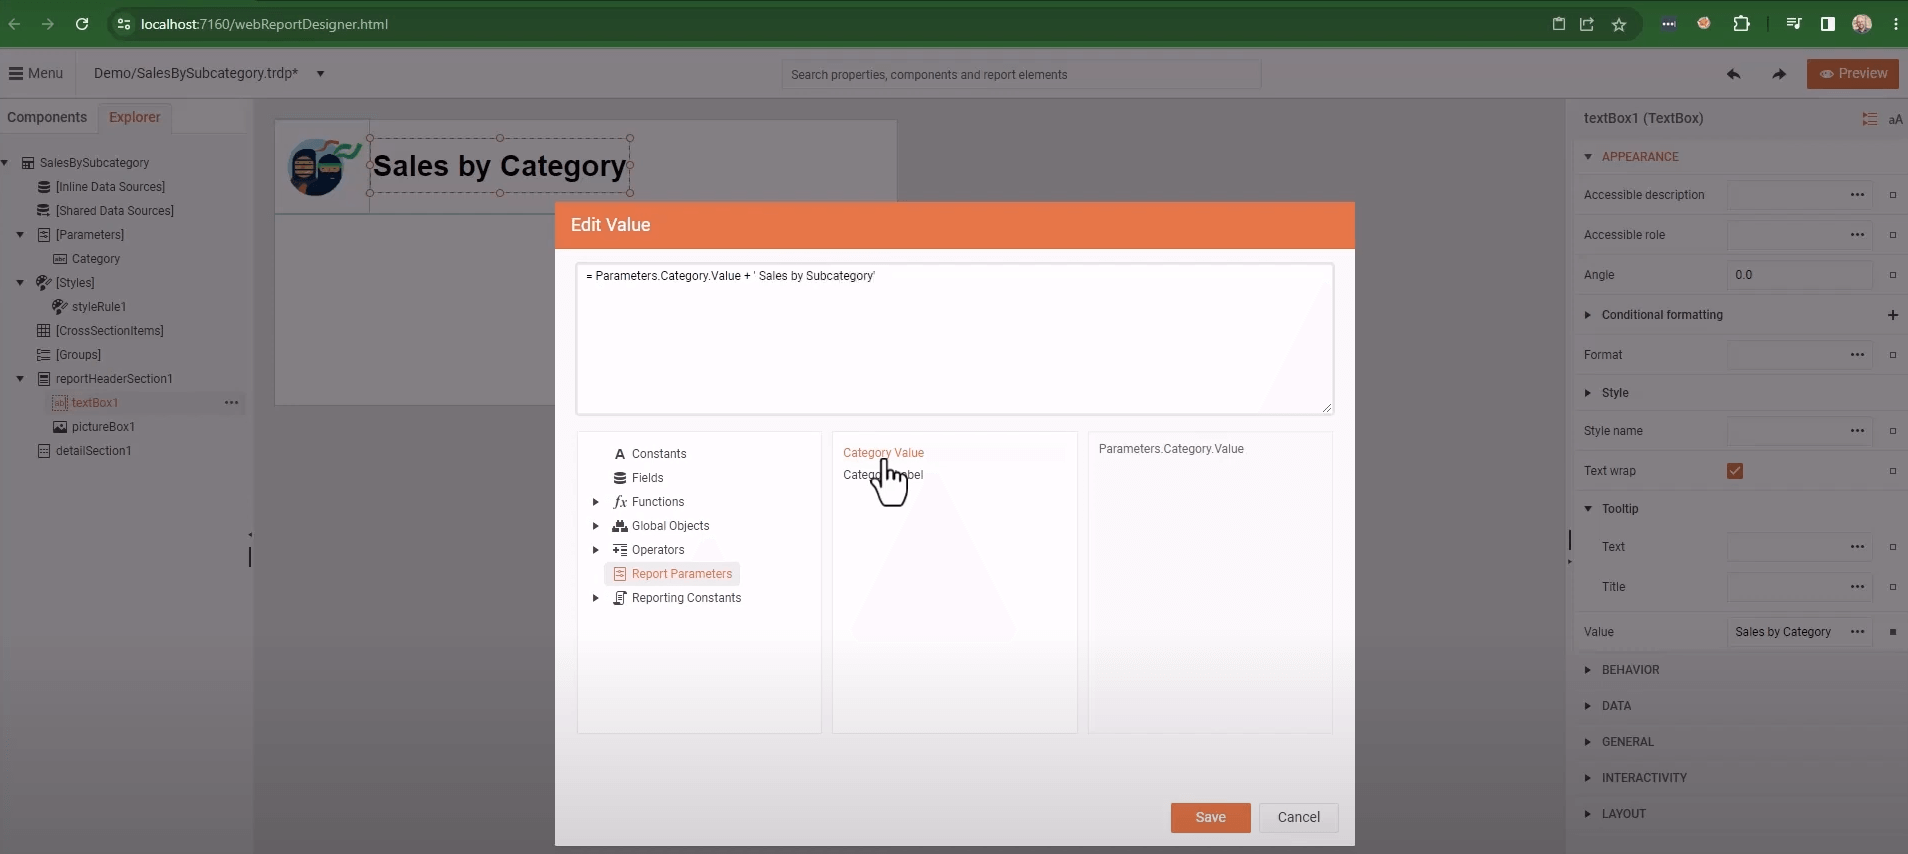 localhost:7160/webReportDesigner.html
Menu
Demo/SalesBySubcategory.trdp*
Search properties, components and report elements
Preview
Components
Explorer
SalesBySubcategory
[Inline Data Sources]
[Shared Data Sources]
[Parameters]
Category
[Styles]
styleRule1
[CrossSectionItems]
[Groups]
reportHeaderSection1
textBox1
pictureBox1
detailSection1
Sales by Category
Edit Value
= Parameters.Category.Value + ' Sales by Subcategory'
Constants
Fields
Functions
Global Objects
Operators
Report Parameters
Reporting Constants
Category Value
Parameters.Category.Value
Save
Cancel
textBox1 (TextBox)
aA
APPEARANCE
Accessible description
Accessible role
Angle
0.0
Conditional formatting
Format
Style
Style name
Text wrap
Tooltip
Text
Title
Value
Sales by Category
BEHAVIOR
DATA
GENERAL
INTERACTIVITY
LAYOUT